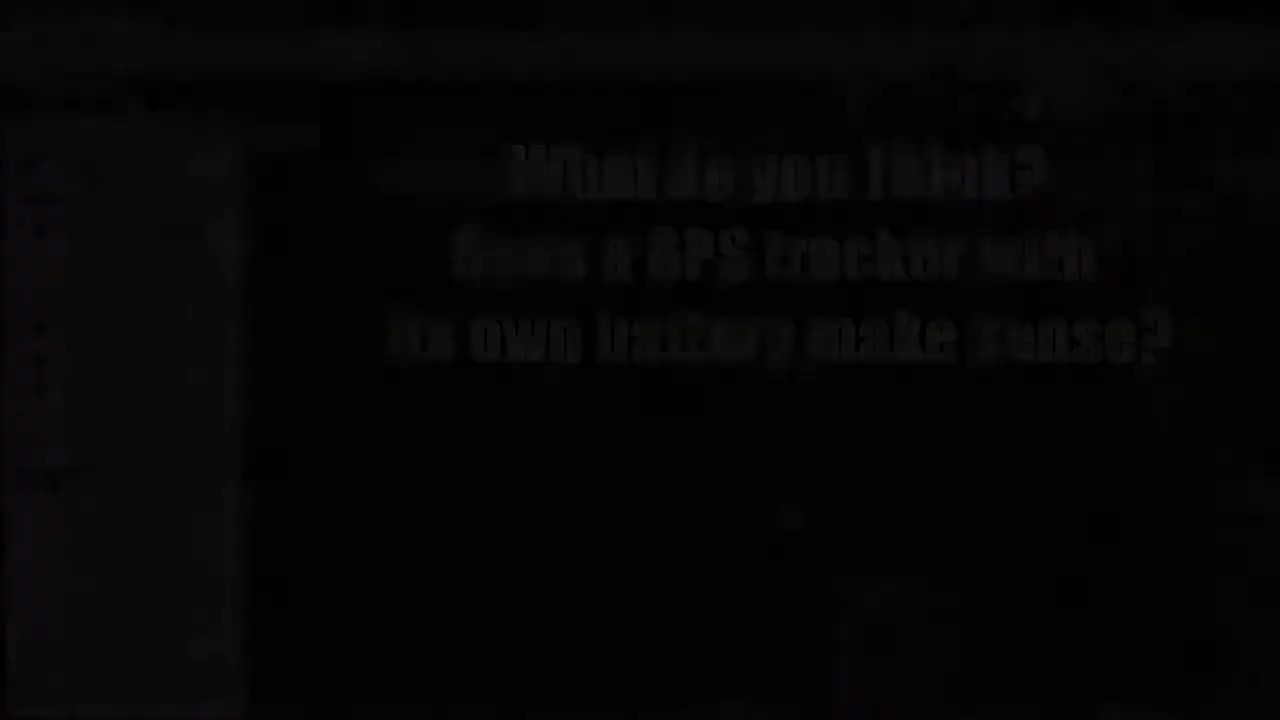 What do you Think?
Does a GPS tracker with
its own battery make sense?